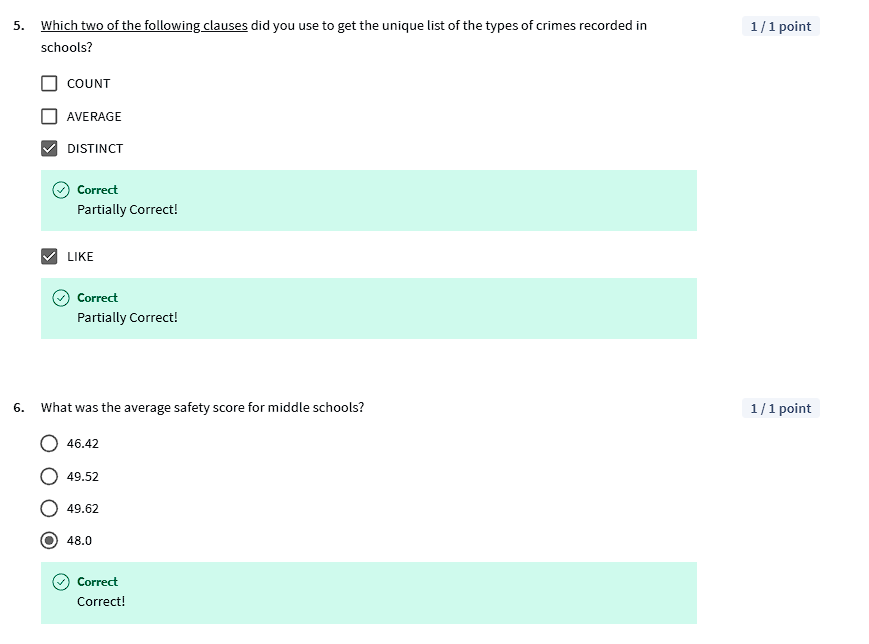 5. Which two of the following clauses did you use to get the unique list of the types of crimes recorded in 1 / 1 point
schools?
COUNT
AVERAGE
DISTINCT
Correct
Partially Correct!
LIKE
Correct
Partially Correct!
6. What was the average safety score for middle schools? 1 / 1 point
46.42
49.52
49.62
48.0
Correct
Correct!